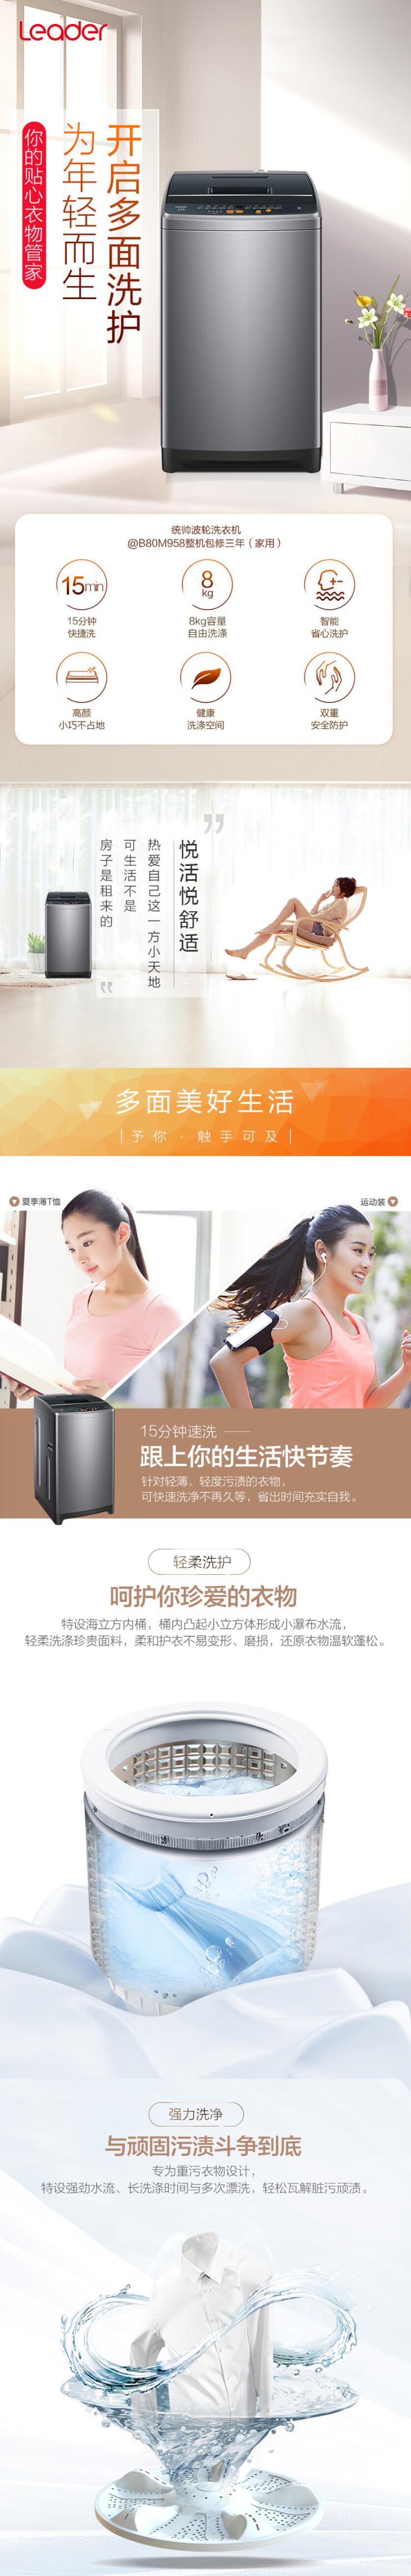 Leader
开启多面洗护
为年轻而生
你的贴心衣物管家
统帅波轮洗衣机
@B80M958整机包修三年（家用）
15min
15分钟
快捷洗
8
kg
8kg容量
自由洗涤
智能
省心洗护
高颜
小巧不占地
健康
洗涤空间
双重
安全防护
悦活悦舒适
热爱自己这一方小天地
可生活不是
房子是租来的
多面美好生活
予你·触手可及
夏季薄T恤
运动装
15分钟速洗
跟上你的生活快节奏
针对轻薄、轻度污渍的衣物，
可快速洗净不再久等，省出时间充实自我。
轻柔洗护
呵护你珍爱的衣物
特设海立方内桶，桶内凸起小立方体形成小瀑布水流，
轻柔洗涤珍贵面料，柔和护衣不易变形、磨损，还原衣物温软蓬松。
强力洗净
与顽固污渍斗争到底
专为重污衣物设计，
特设强劲水流、长洗涤时间与多次漂洗，轻松瓦解脏污顽渍。